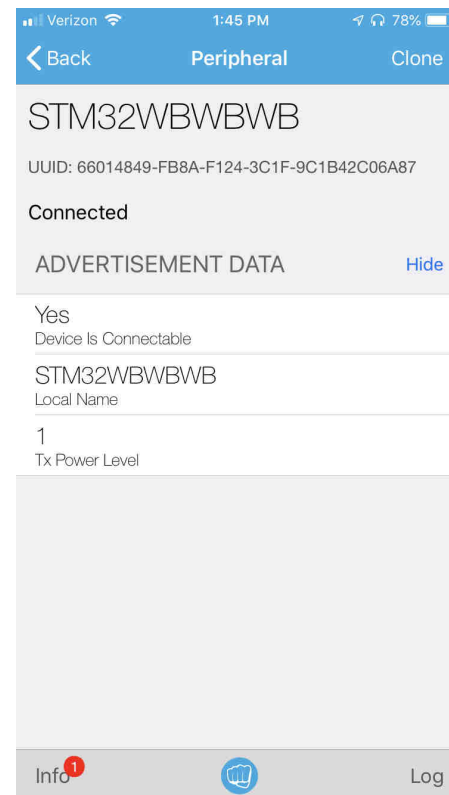 Verizon 1:45 PM 78%
Back Peripheral Clone
STM32WBWBWB
UUID: 66014849-FB8A-F124-3C1F-9C1B42C06A87
Connected
ADVERTISEMENT DATA Hide
Yes
Device Is Connectable
STM32WBWBWB
Local Name
1
Tx Power Level
Info 1 Log